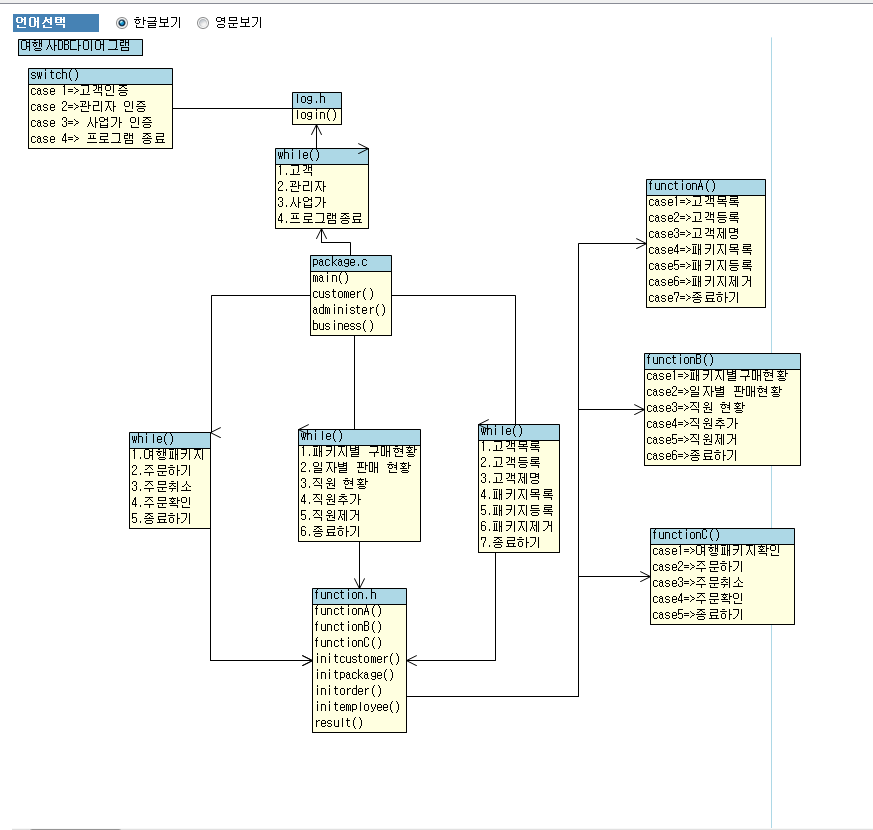 언어선택
한글보기
영문보기
여행사DB다이어그램
switch()
case 1=>고객인증
case 2=>관리자 인증
case 3=> 사업가 인증
case 4=> 프로그램 종료
log.h
login()
while()
1.고객
2.관리자
3.사업가
4.프로그램종료
package.c
main()
customer()
administer()
business()
while()
1.여행패키지
2.주문하기
3.주문취소
4.주문확인
5.종료하기
while()
1.패키지별 구매현황
2.일자별 판매 현황
3.직원 현황
4.직원추가
5.직원제거
6.종료하기
while()
1.고객목록
2.고객등록
3.고객제명
4.패키지목록
5.패키지등록
6.패키지제거
7.종료하기
function.h
functionA()
functionB()
functionC()
initcustomer()
initpackage()
initorder()
initemployee()
result()
functionA()
case1=>고객목록
case2=>고객등록
case3=>고객제명
case4=>패키지목록
case5=>패키지등록
case6=>패키지제거
case7=>종료하기
functionB()
case1=>패키지별구매현황
case2=>일자별 판매현황
case3=>직원 현황
case4=>직원추가
case5=>직원제거
case6=>종료하기
functionC()
case1=>여행패키지확인
case2=>주문하기
case3=>주문취소
case4=>주문확인
case5=>종료하기